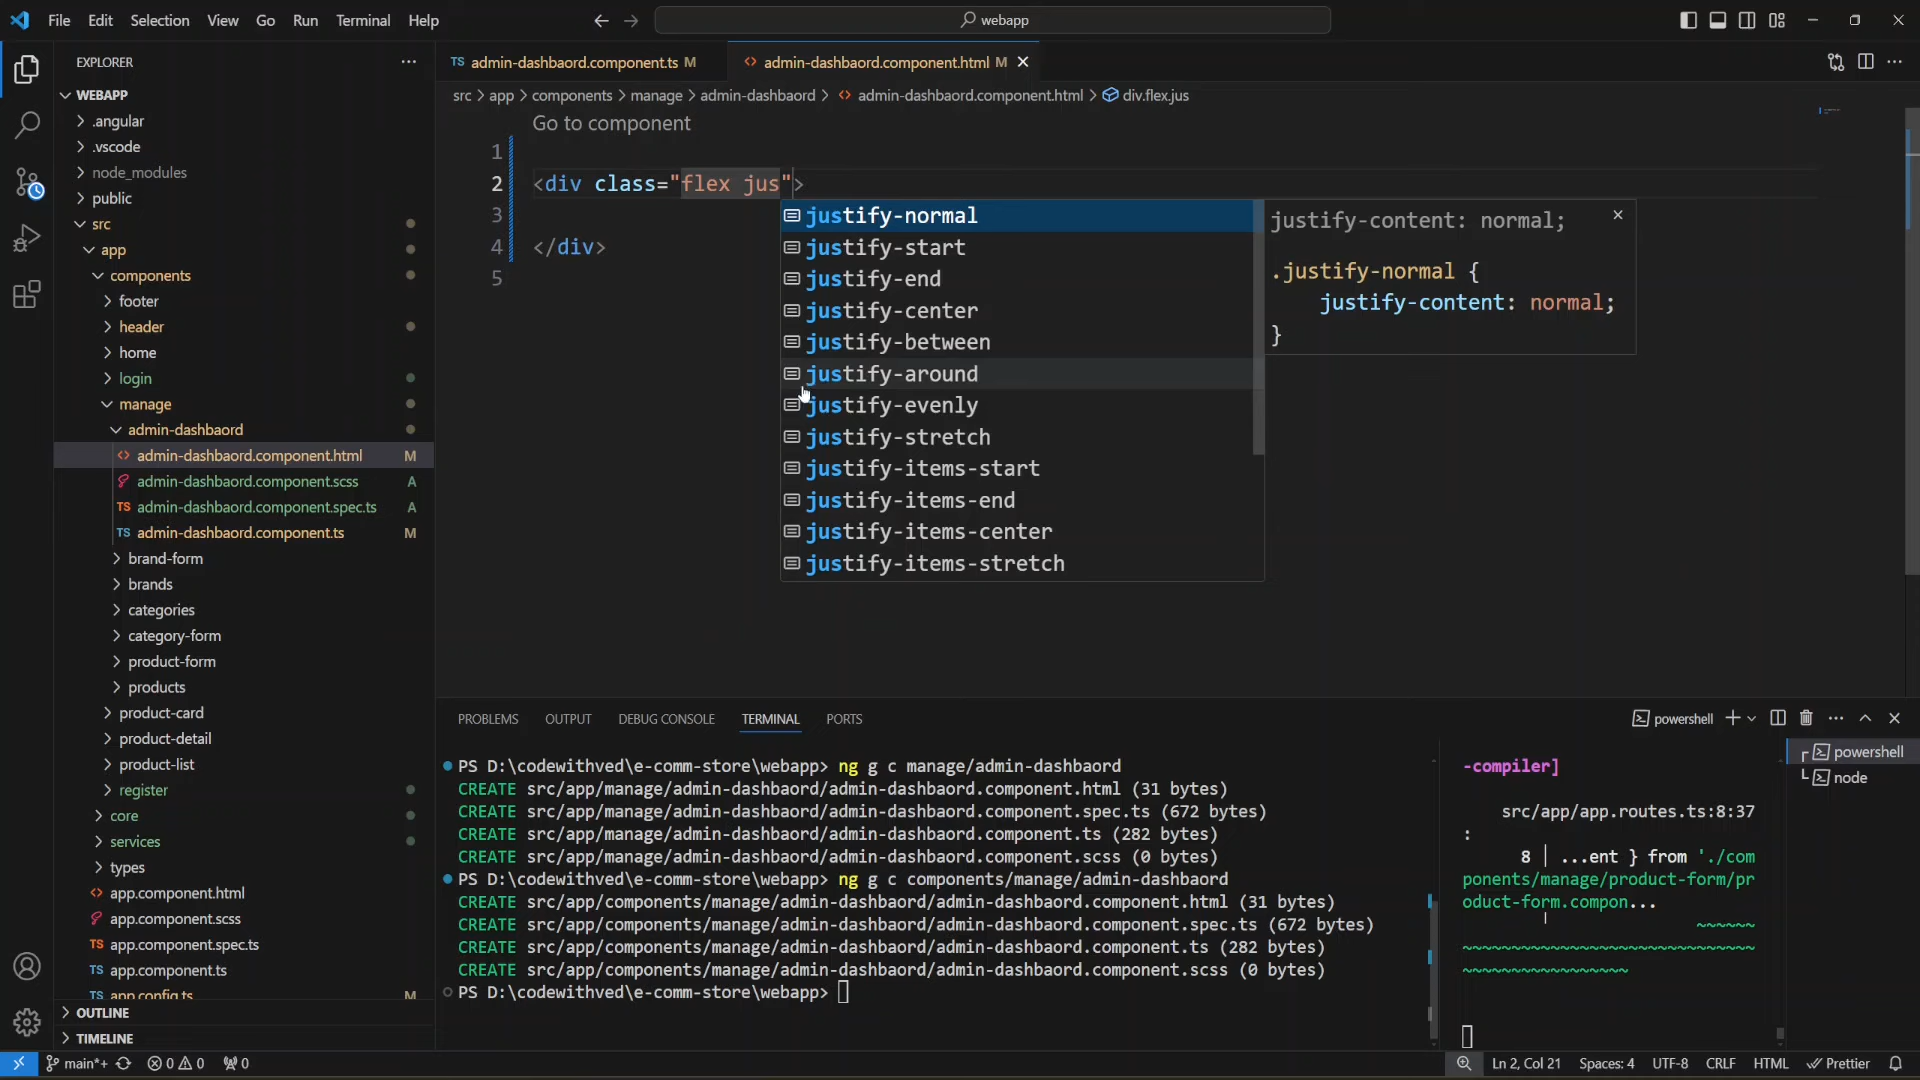 File Edit Selection View Go Run Terminal Help
webapp
EXPLORER
WEBAPP
.angular
.vscode
node_modules
public
src
app
components
footer
header
home
login
manage
admin-dashbaord
admin-dashbaord.component.html M
admin-dashbaord.component.scss A
admin-dashbaord.component.spec.ts A
TS admin-dashbaord.component.ts M
brand-form
brands
categories
category-form
product-form
products
product-card
product-detail
product-list
register
core
services
types
app.component.html
app.component.scss
TS app.component.spec.ts
TS app.component.ts
TS app.config.ts M
OUTLINE
TIMELINE
TS admin-dashbaord.component.ts M
admin-dashbaord.component.html M
src > app > components > manage > admin-dashbaord > admin-dashbaord.component.html > div.flex.jus
Go to component
1
2 <div class="flex jus">
3
4 </div>
5
justify-normal
justify-start
justify-end
justify-center
justify-between
justify-around
justify-evenly
justify-stretch
justify-items-start
justify-items-end
justify-items-center
justify-items-stretch
justify-content: normal;
.justify-normal {
justify-content: normal;
}
PROBLEMS OUTPUT DEBUG CONSOLE TERMINAL PORTS
powershell
PS D:\codewithved\e-comm-store\webapp> ng g c manage/admin-dashbaord
CREATE src/app/manage/admin-dashbaord/admin-dashbaord.component.html (31 bytes)
CREATE src/app/manage/admin-dashbaord/admin-dashbaord.component.spec.ts (672 bytes)
CREATE src/app/manage/admin-dashbaord/admin-dashbaord.component.ts (282 bytes)
CREATE src/app/manage/admin-dashbaord/admin-dashbaord.component.scss (0 bytes)
PS D:\codewithved\e-comm-store\webapp> ng g c components/manage/admin-dashbaord
CREATE src/app/components/manage/admin-dashbaord/admin-dashbaord.component.html (31 bytes)
CREATE src/app/components/manage/admin-dashbaord/admin-dashbaord.component.spec.ts (672 bytes)
CREATE src/app/components/manage/admin-dashbaord/admin-dashbaord.component.ts (282 bytes)
CREATE src/app/components/manage/admin-dashbaord/admin-dashbaord.component.scss (0 bytes)
PS D:\codewithved\e-comm-store\webapp>
-compiler]
src/app/app.routes.ts:8:37
:
8 │ ...ent } from './com
ponents/manage/product-form/pr
oduct-form.compon...
~~~~~~
~~~~~~~~~~~~~~~~~~~~~~~~~~~~~~
~~~~~~~~~~~~~~~~~
powershell
node
main*+ 0 0 0
Ln 2, Col 21 Spaces: 4 UTF-8 CRLF HTML Prettier